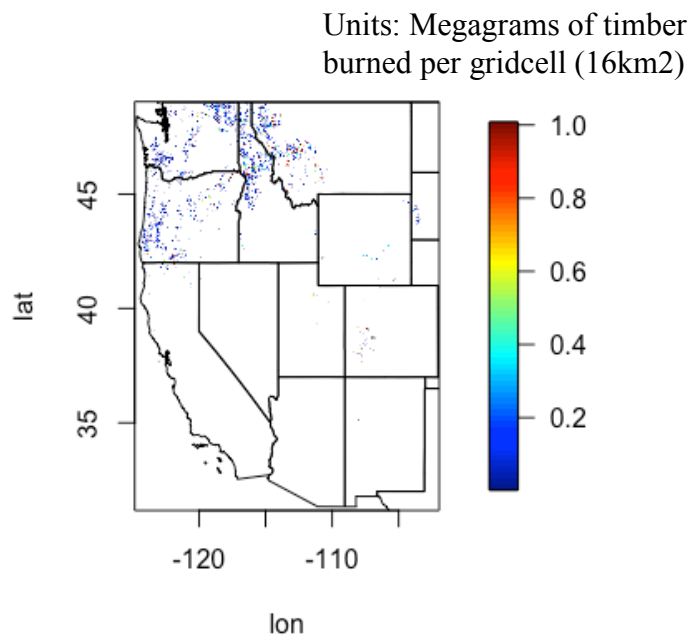 Units: Megagrams of timber
burned per gridcell (16km2)
1.0
0.8
0.6
0.4
0.2
45
40
35
lat
-120
-110
lon